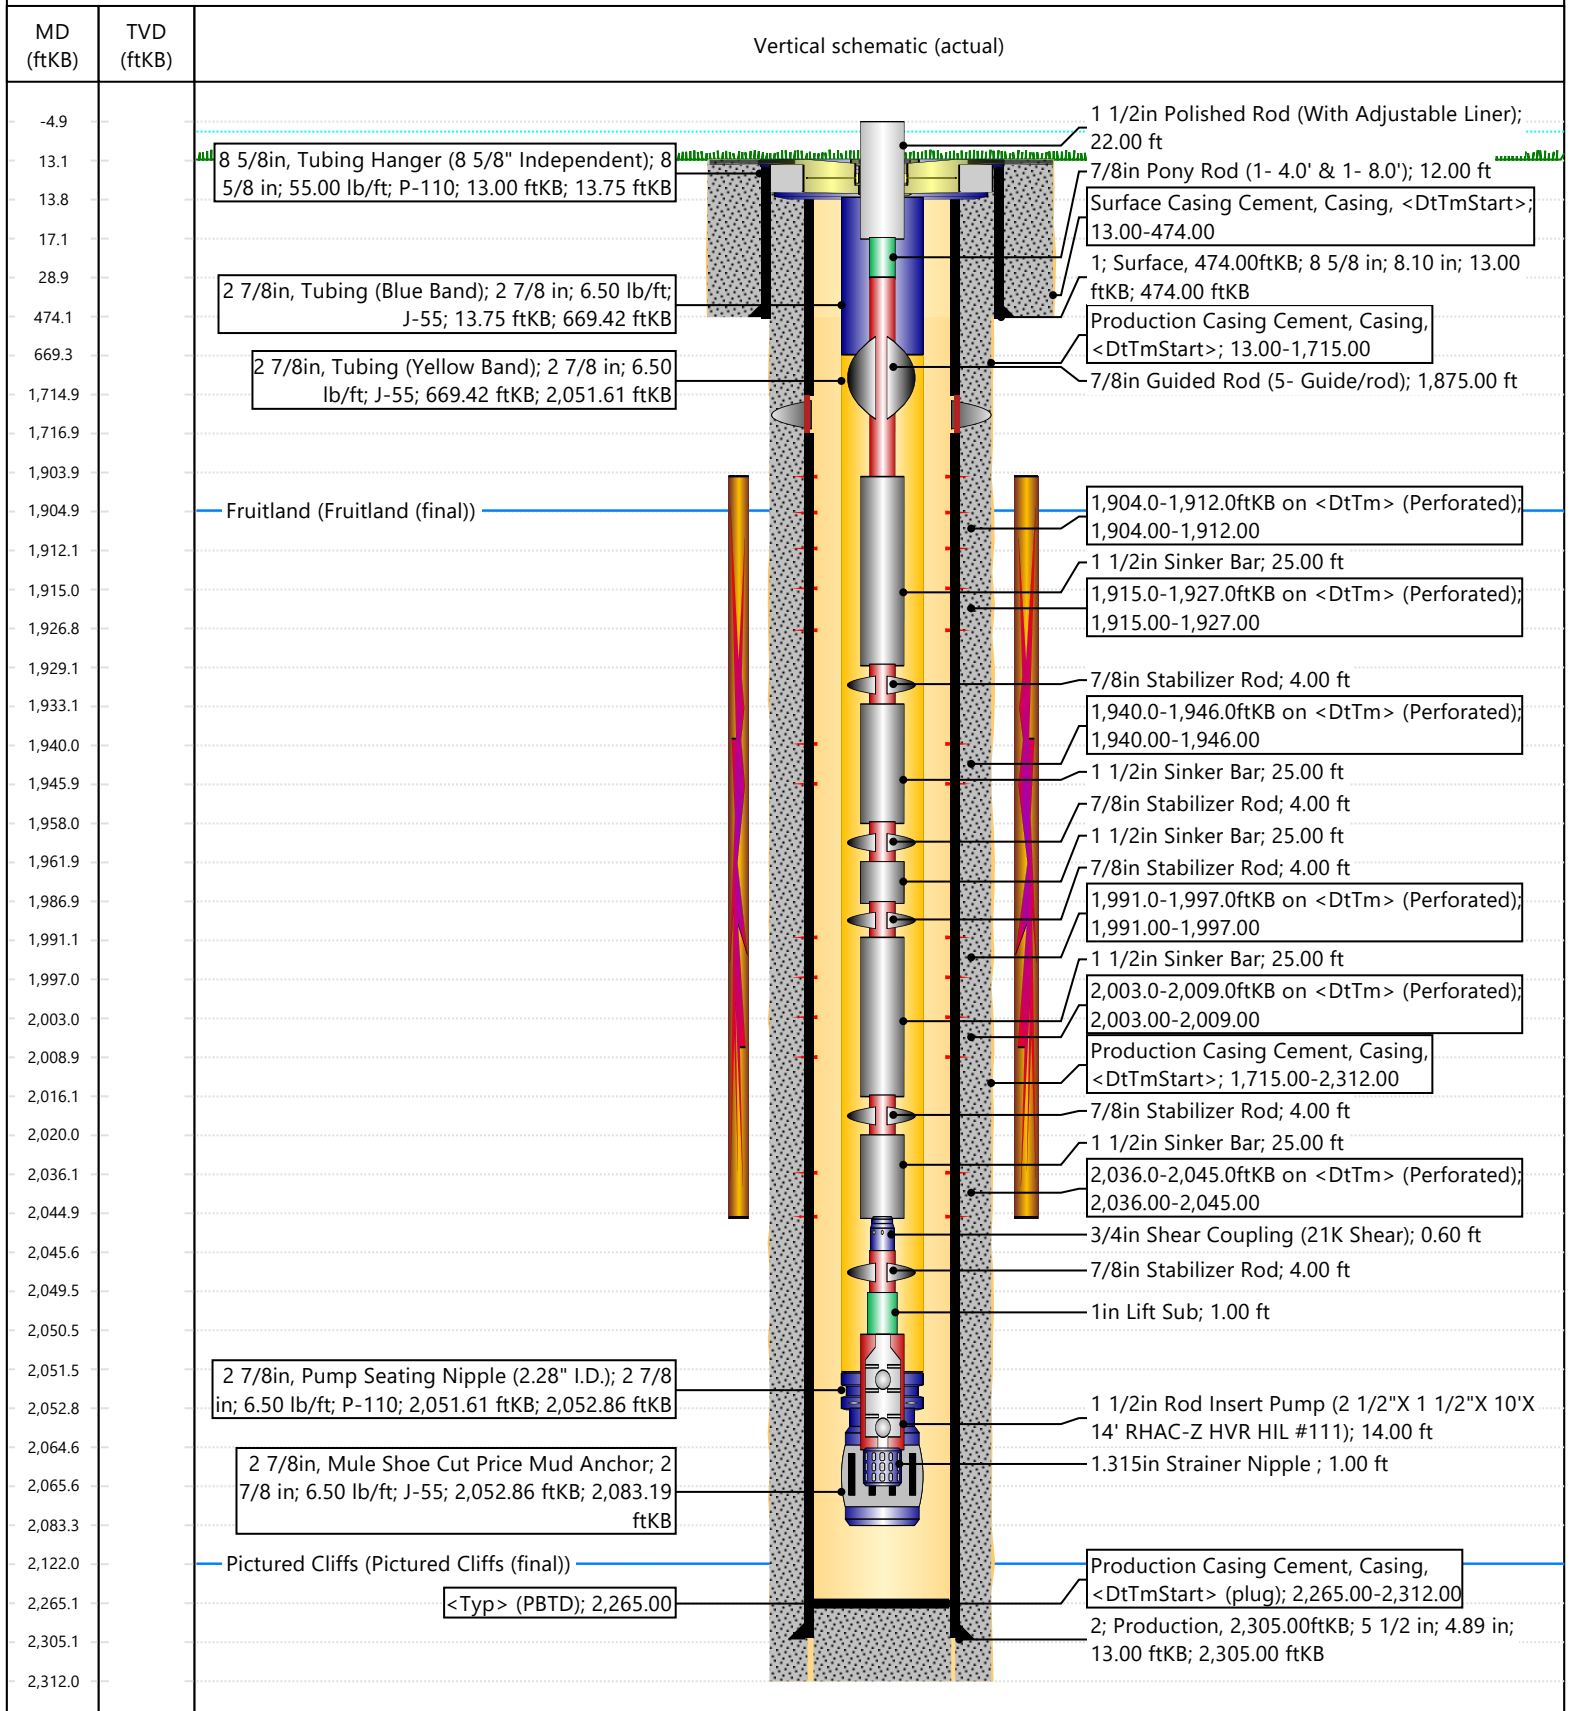 MD
(ftKB)
TVD
(ftKB)
Vertical schematic (actual)
-4.9
13.1
13.8
17.1
28.9
474.1
669.3
1,714.9
1,716.9
1,903.9
1,904.9
1,912.1
1,915.0
1,926.8
1,929.1
1,933.1
1,940.0
1,945.9
1,958.0
1,961.9
1,986.9
1,991.1
1,997.0
2,003.0
2,008.9
2,016.1
2,020.0
2,036.1
2,044.9
2,045.6
2,049.5
2,050.5
2,051.5
2,052.8
2,064.6
2,065.6
2,083.3
2,122.0
2,265.1
2,305.1
2,312.0
8 5/8in, Tubing Hanger (8 5/8" Independent); 8
5/8 in; 55.00 lb/ft; P-110; 13.00 ftKB; 13.75 ftKB
2 7/8in, Tubing (Blue Band); 2 7/8 in; 6.50 lb/ft;
J-55; 13.75 ftKB; 669.42 ftKB
2 7/8in, Tubing (Yellow Band); 2 7/8 in; 6.50
lb/ft; J-55; 669.42 ftKB; 2,051.61 ftKB
Fruitland (Fruitland (final))
2 7/8in, Pump Seating Nipple (2.28" I.D.); 2 7/8
in; 6.50 lb/ft; P-110; 2,051.61 ftKB; 2,052.86 ftKB
2 7/8in, Mule Shoe Cut Price Mud Anchor; 2
7/8 in; 6.50 lb/ft; J-55; 2,052.86 ftKB; 2,083.19
ftKB
Pictured Cliffs (Pictured Cliffs (final))
<Typ> (PBTD); 2,265.00
1 1/2in Polished Rod (With Adjustable Liner);
22.00 ft
7/8in Pony Rod (1- 4.0' & 1- 8.0'); 12.00 ft
Surface Casing Cement, Casing, <DtTmStart>;
13.00-474.00
1; Surface, 474.00ftKB; 8 5/8 in; 8.10 in; 13.00
ftKB; 474.00 ftKB
Production Casing Cement, Casing,
<DtTmStart>; 13.00-1,715.00
7/8in Guided Rod (5- Guide/rod); 1,875.00 ft
1,904.0-1,912.0ftKB on <DtTm> (Perforated);
1,904.00-1,912.00
1 1/2in Sinker Bar; 25.00 ft
1,915.0-1,927.0ftKB on <DtTm> (Perforated);
1,915.00-1,927.00
7/8in Stabilizer Rod; 4.00 ft
1,940.0-1,946.0ftKB on <DtTm> (Perforated);
1,940.00-1,946.00
1 1/2in Sinker Bar; 25.00 ft
7/8in Stabilizer Rod; 4.00 ft
1 1/2in Sinker Bar; 25.00 ft
7/8in Stabilizer Rod; 4.00 ft
1,991.0-1,997.0ftKB on <DtTm> (Perforated);
1,991.00-1,997.00
1 1/2in Sinker Bar; 25.00 ft
2,003.0-2,009.0ftKB on <DtTm> (Perforated);
2,003.00-2,009.00
Production Casing Cement, Casing,
<DtTmStart>; 1,715.00-2,312.00
7/8in Stabilizer Rod; 4.00 ft
1 1/2in Sinker Bar; 25.00 ft
2,036.0-2,045.0ftKB on <DtTm> (Perforated);
2,036.00-2,045.00
3/4in Shear Coupling (21K Shear); 0.60 ft
7/8in Stabilizer Rod; 4.00 ft
1in Lift Sub; 1.00 ft
1 1/2in Rod Insert Pump (2 1/2"X 1 1/2"X 10'X
14' RHAC-Z HVR HIL #111); 14.00 ft
1.315in Strainer Nipple ; 1.00 ft
Production Casing Cement, Casing,
<DtTmStart> (plug); 2,265.00-2,312.00
2; Production, 2,305.00ftKB; 5 1/2 in; 4.89 in;
13.00 ftKB; 2,305.00 ftKB